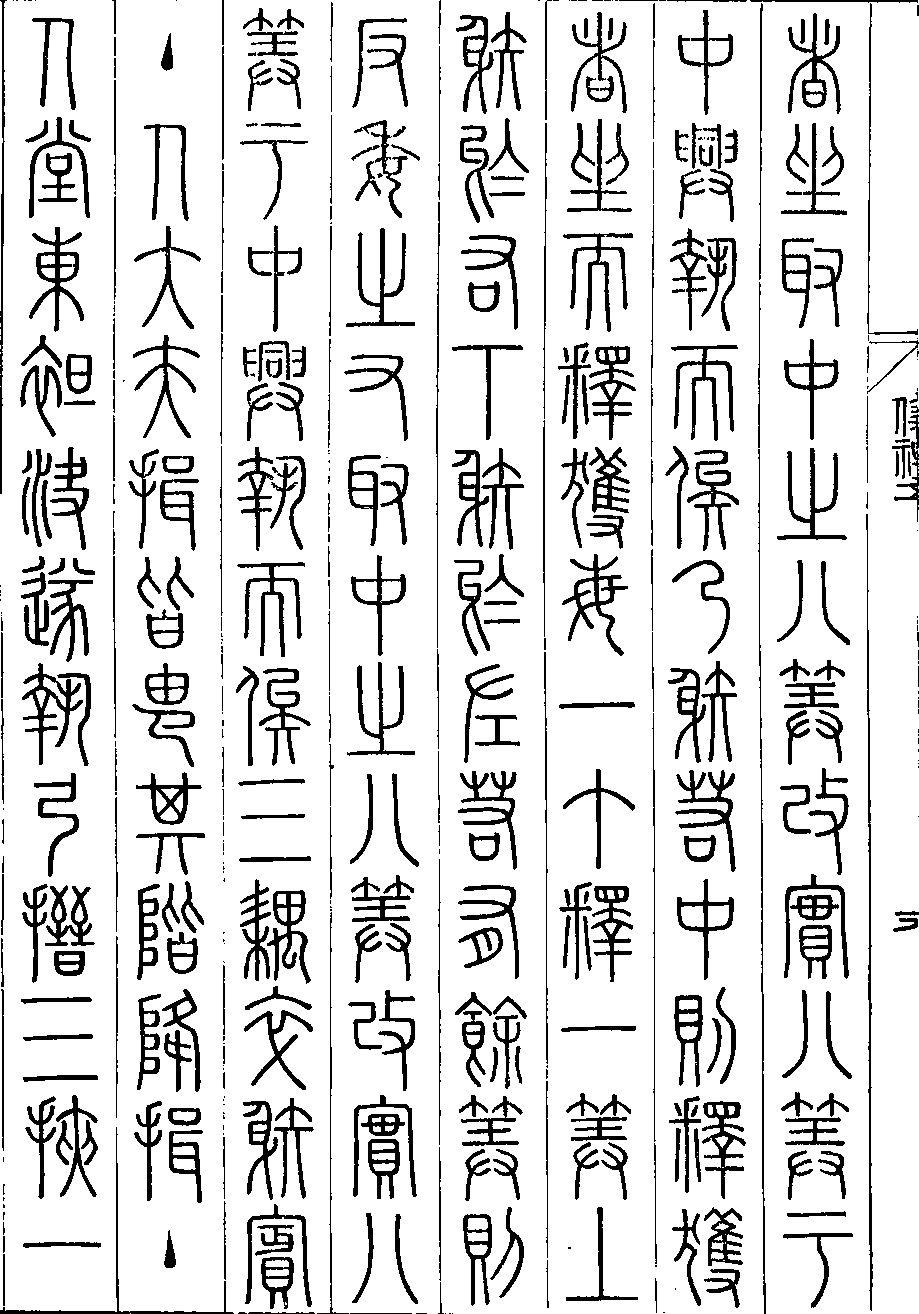 儀禮
者坐取中之八筭改實八筭于
中興執而俟乃射若中則釋獲
者坐而釋獲每一个釋一筭上
射於右下射於左若有餘筭則
反委之又取中之八筭改實八
筭于中興執而俟三耦卒射賓
主人大夫揖皆由其階降揖主
人堂東袒決遂執弓搢三挾一